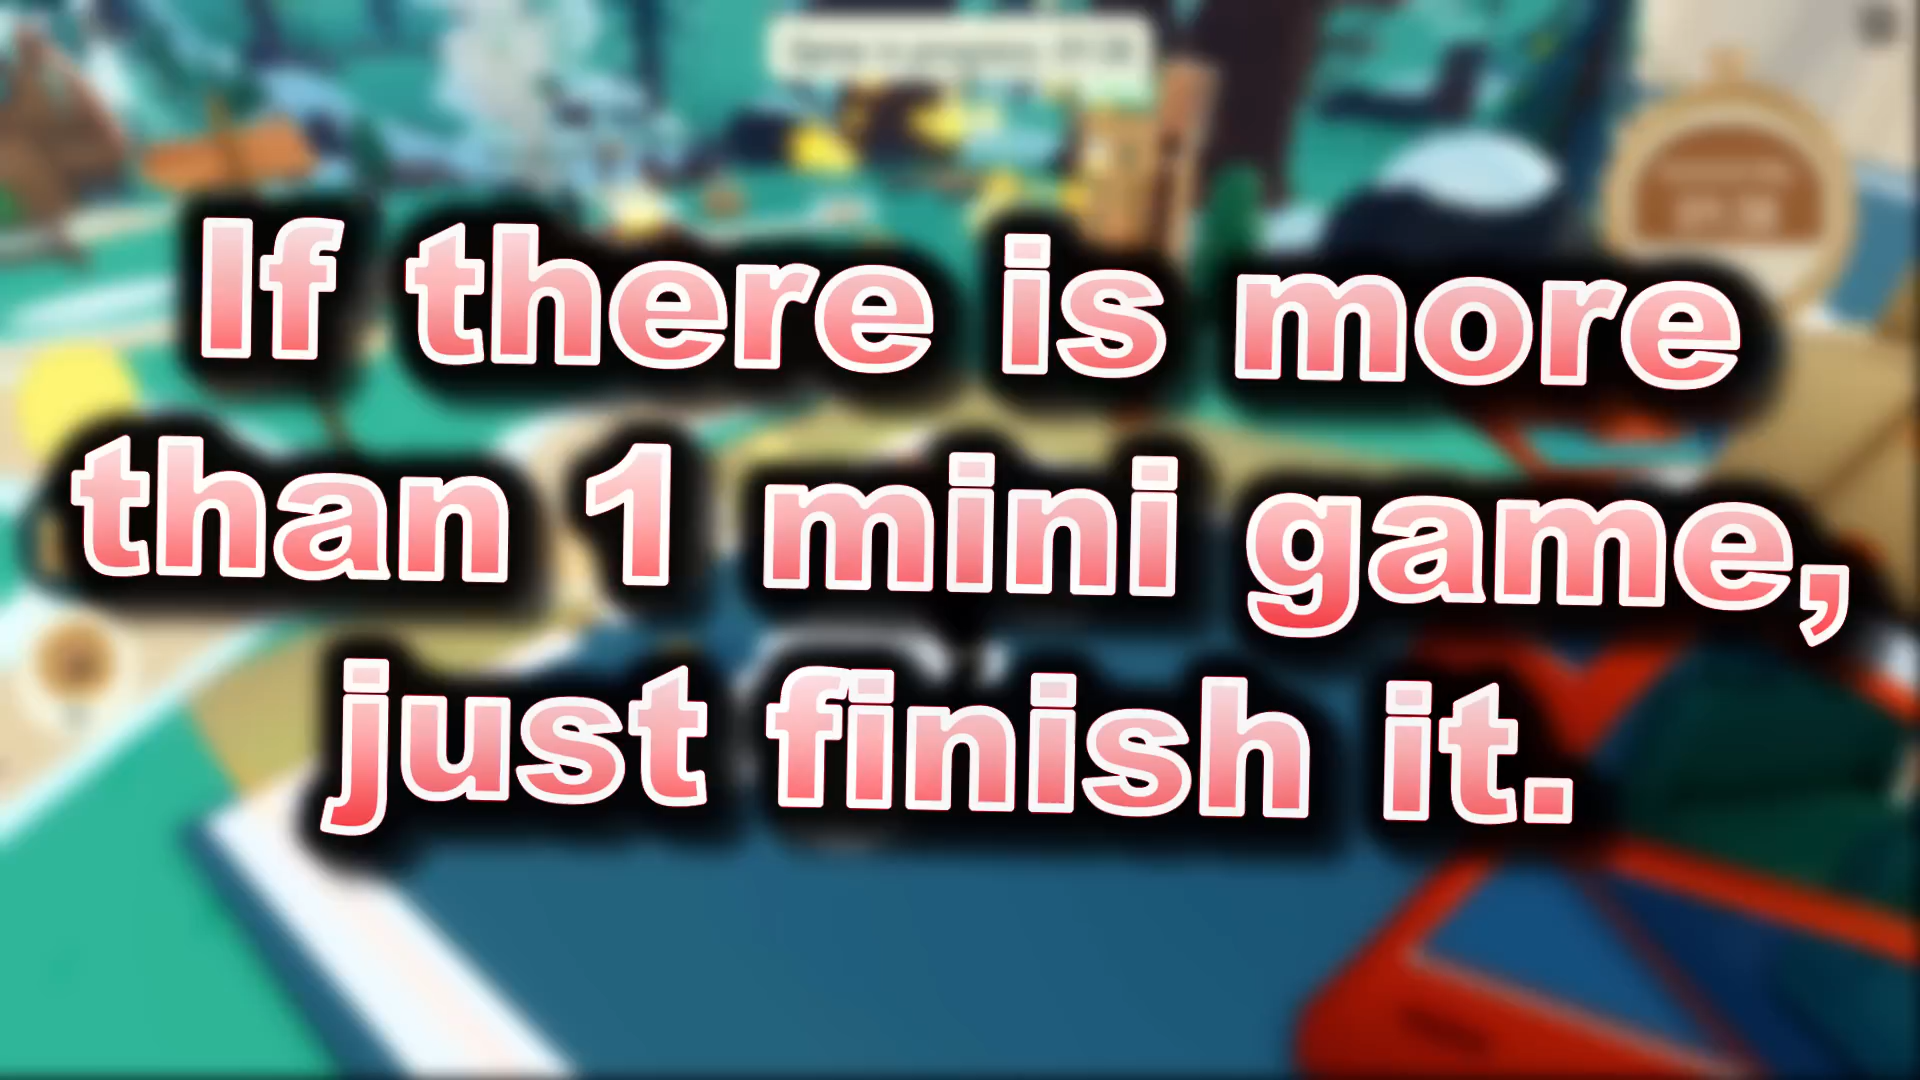 If there is more
than 1 mini game,
just finish it.